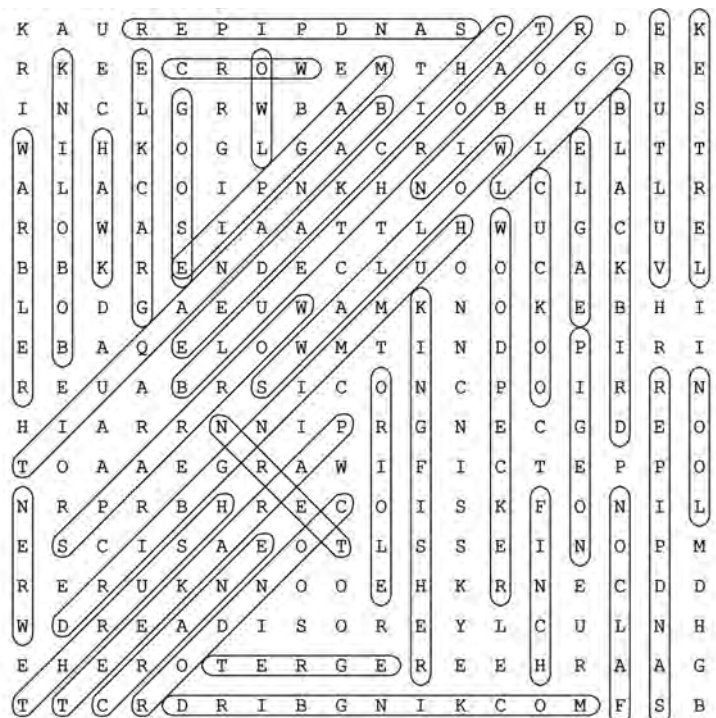 K A U R E P I P D N A S C T R D E K
R K E E C R O W E M T H A O G G R E
I N C L G R W B A B I O B H U B U S
W I H K O G L G A C R I W L E L T T
A L A C O I P N K H N O L C L A L R
R O W A S I A A T T L H W U G C U E
B B K R E N D E C L U O O C A K V L
L O D G A E U W A M K N O K E B H I
E B A Q E L O W M T I N D O P I R I
R E U A B R S I C O N C P O I R R N
H I A R R N N I P R G N E C G D E O
T O A A E G R A W I F I C T E P P O
N R P R B H R E C O I S K F O N I L
E S C I S A E O T L S S E I N O P M
R E R U K N N O O E H K R N E C D D
W D R E A D I S O R E Y L C U L N H
E H E R O T E R G E R E E H R A A G
T T C R D R I B G N I K C O M F S B